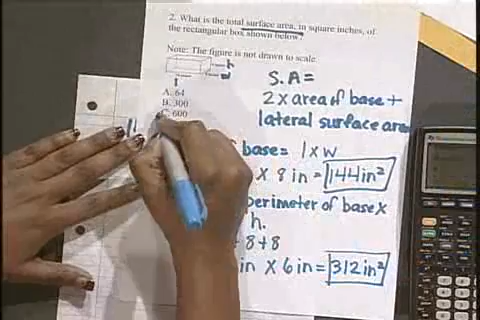 2. What is the total surface area, in square inches, of
the rectangular box shown below?
Note: The figure is not drawn to scale.
h
w
l
A. 64
B. 300
C. 600
S.A=
2 x area of base +
lateral surface area
base= l x w
x 8 in = 144in²
perimeter of base x
h.
+ 8 + 8
in x 6 in = 312 in²